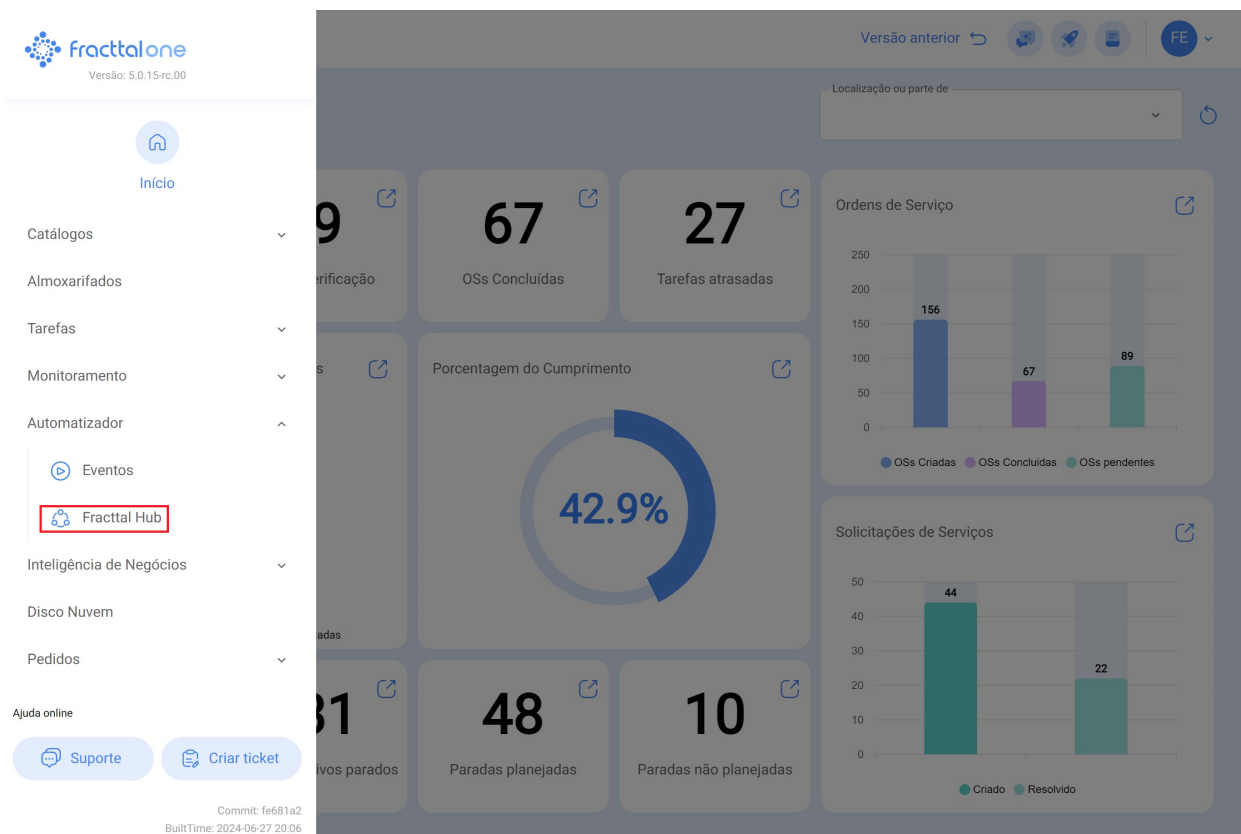 fracttalone
Versão: 5.0.15-rc.00
Início
Catálogos
Almoxarifados
Tarefas
Monitoramento
Automatizador
Eventos
Fracttal Hub
Inteligência de Negócios
Disco Nuvem
Pedidos
Ajuda online
Suporte
Criar ticket
Commit: fe681a2
BuiltTime: 2024-06-27 20:06
Versão anterior
FE
Localização ou parte de
9
erificação
67
OSs Concluídas
27
Tarefas atrasadas
Ordens de Serviço
250
200
150
100
50
0
156
67
89
OSs Criadas OSs Concluidas OSs pendentes
s
adas
Porcentagem do Cumprimento
42.9%
Solicitações de Serviços
50
40
30
20
10
0
44
22
Criado Resolvido
31
ivos parados
48
Paradas planejadas
10
Paradas não planejadas